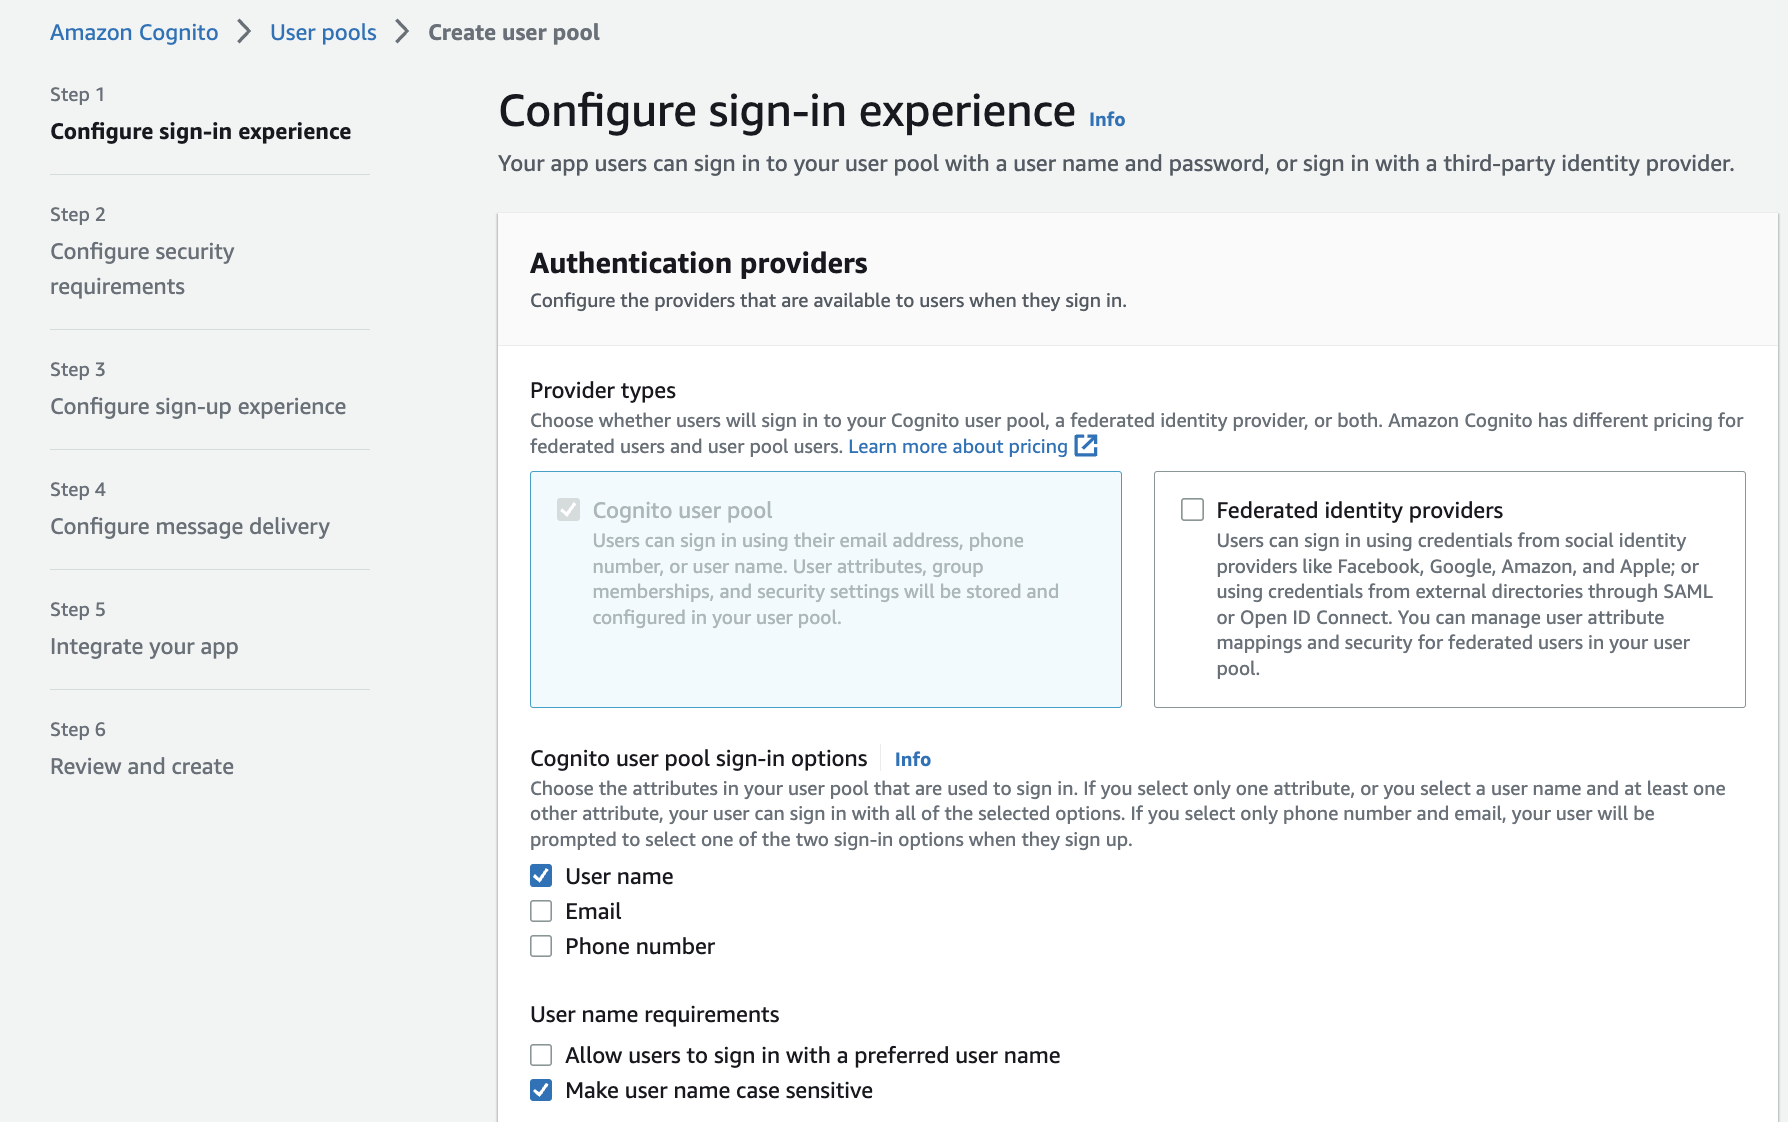 Amazon Cognito > User pools > Create user pool
Step 1
Configure sign-in experience
Step 2
Configure security
requirements
Step 3
Configure sign-up experience
Step 4
Configure message delivery
Step 5
Integrate your app
Step 6
Review and create
Configure sign-in experience Info
Your app users can sign in to your user pool with a user name and password, or sign in with a third-party identity provider.
Authentication providers
Configure the providers that are available to users when they sign in.
Provider types
Choose whether users will sign in to your Cognito user pool, a federated identity provider, or both. Amazon Cognito has different pricing for
federated users and user pool users. Learn more about pricing
Cognito user pool
Users can sign in using their email address, phone
number, or user name. User attributes, group
memberships, and security settings will be stored and
configured in your user pool.
Federated identity providers
Users can sign in using credentials from social identity
providers like Facebook, Google, Amazon, and Apple; or
using credentials from external directories through SAML
or Open ID Connect. You can manage user attribute
mappings and security for federated users in your user
pool.
Cognito user pool sign-in options Info
Choose the attributes in your user pool that are used to sign in. If you select only one attribute, or you select a user name and at least one
other attribute, your user can sign in with all of the selected options. If you select only phone number and email, your user will be
prompted to select one of the two sign-in options when they sign up.
User name
Email
Phone number
User name requirements
Allow users to sign in with a preferred user name
Make user name case sensitive